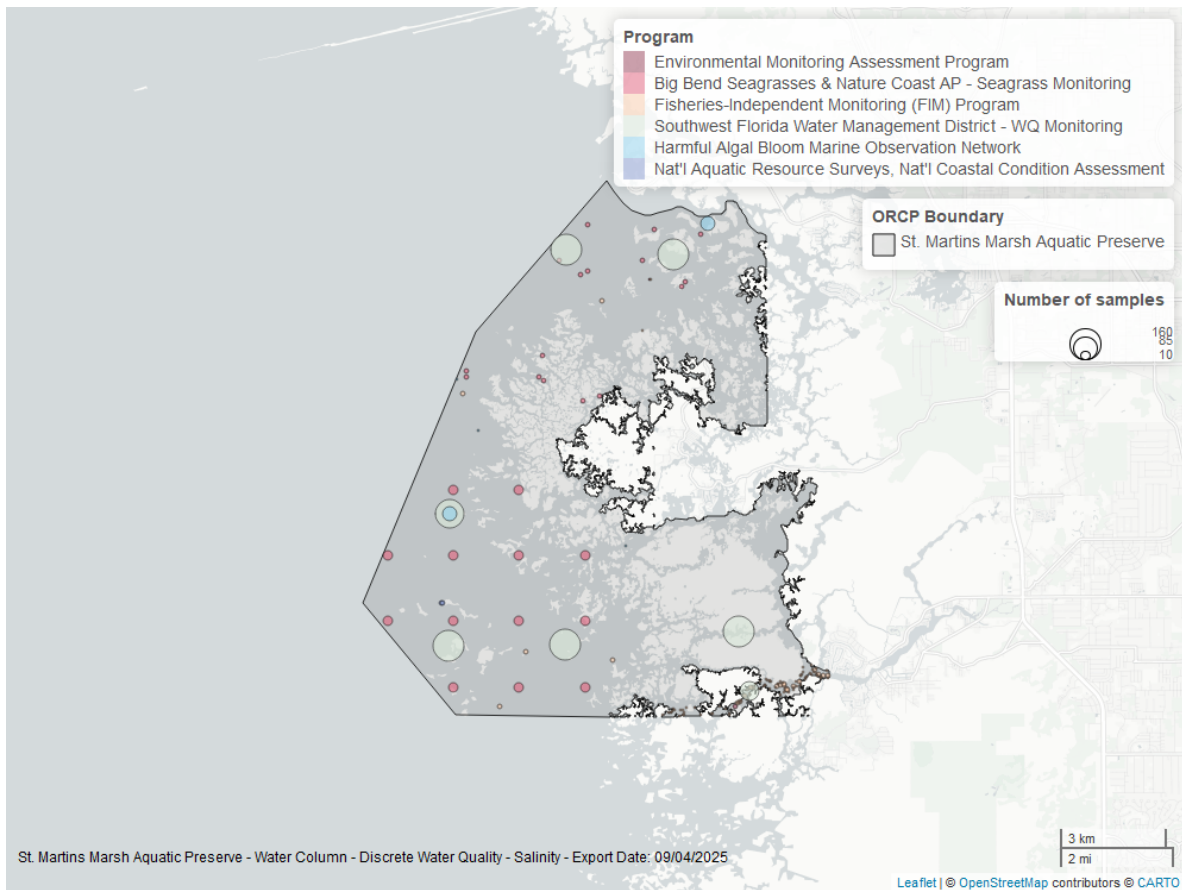 Program
Environmental Monitoring Assessment Program
Big Bend Seagrasses & Nature Coast AP - Seagrass Monitoring
Fisheries-Independent Monitoring (FIM) Program
Southwest Florida Water Management District - WQ Monitoring
Harmful Algal Bloom Marine Observation Network
Nat'l Aquatic Resource Surveys, Nat'l Coastal Condition Assessment
ORCP Boundary
St. Martins Marsh Aquatic Preserve
Number of samples
160
85
10
3 km
2 mi
St. Martins Marsh Aquatic Preserve - Water Column - Discrete Water Quality - Salinity - Export Date: 09/04/2025
Leaflet | © OpenStreetMap contributors © CARTO